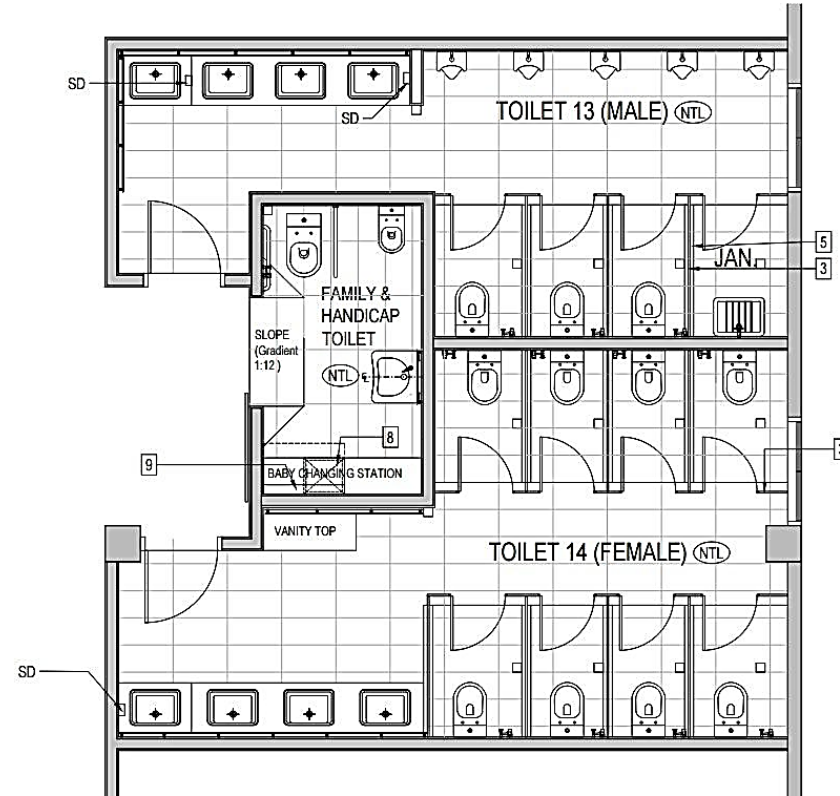 SD
SD
TOILET 13 (MALE) NTL
5
JAN.
3
FAMILY &
HANDICAP
TOILET
SLOPE
(Gradient
1:12 )
NTL
8
9
BABY CHANGING STATION
VANITY TOP
TOILET 14 (FEMALE) NTL
SD